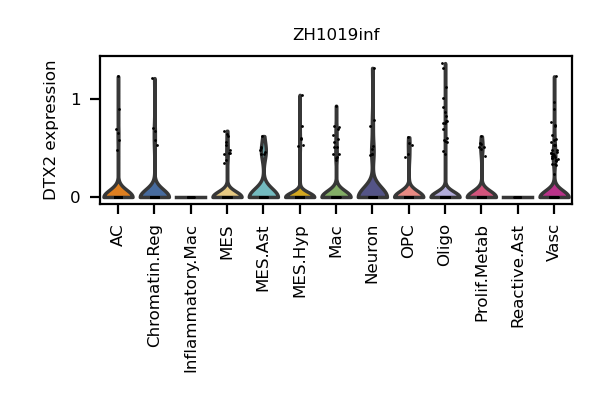 ZH1019inf
DTX2 expression
1
0
AC
Chromatin.Reg
Inflammatory.Mac
MES
MES.Ast
MES.Hyp
Mac
Neuron
OPC
Oligo
Prolif.Metab
Reactive.Ast
Vasc